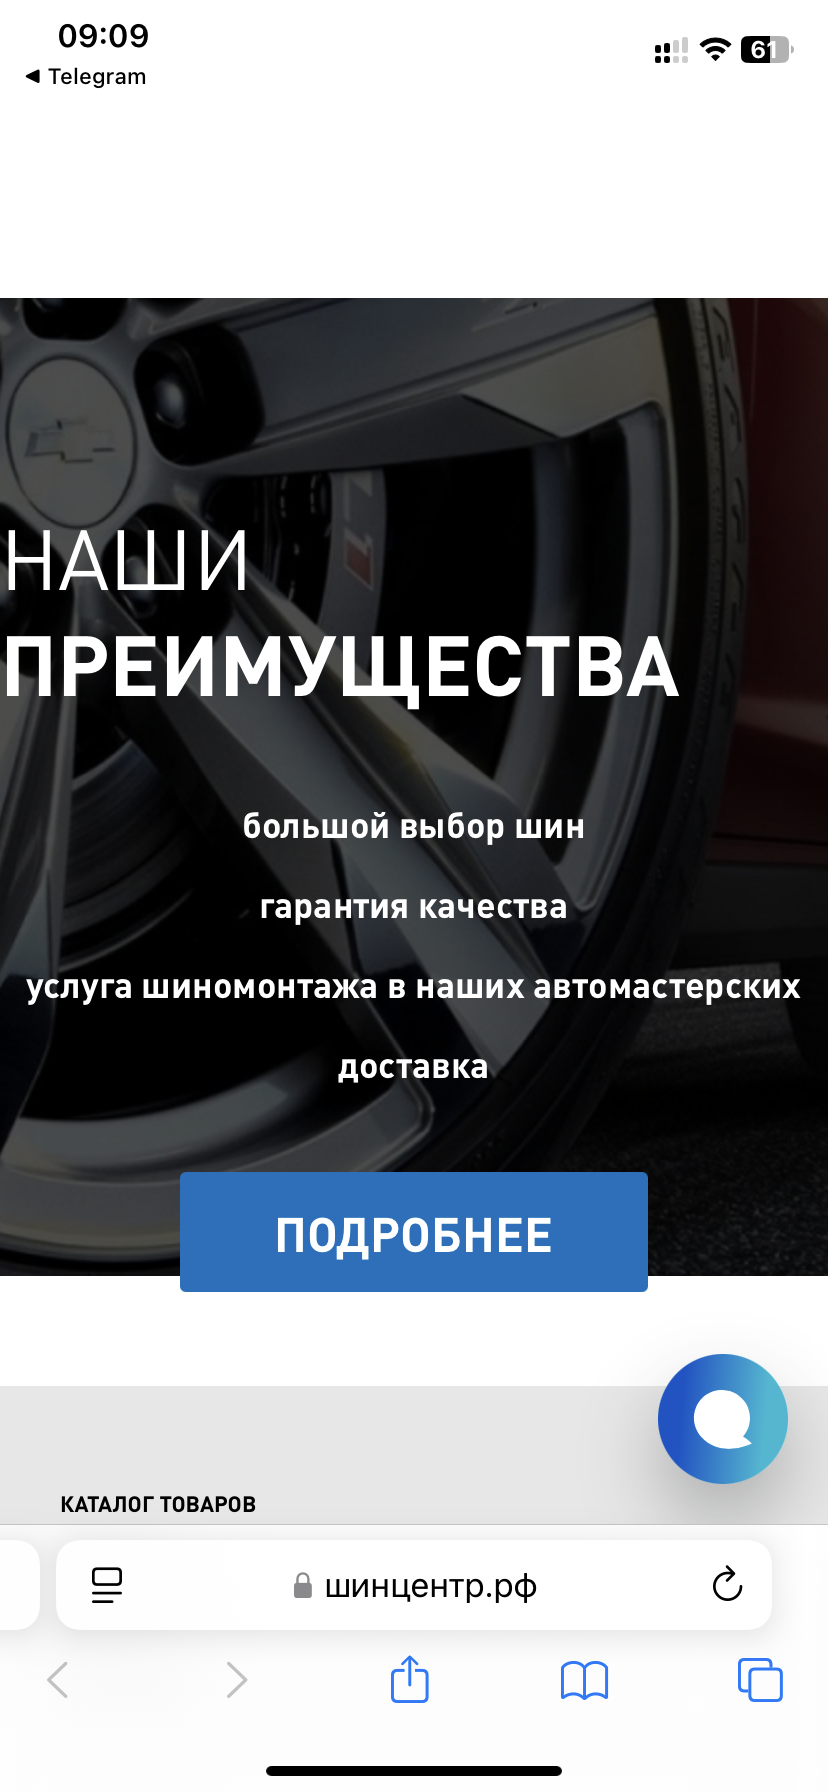 09:09
61
◀ Telegram
НАШИ
ПРЕИМУЩЕСТВА
большой выбор шин
гарантия качества
услуга шиномонтажа в наших автомастерских
доставка
ПОДРОБНЕЕ
КАТАЛОГ ТОВАРОВ
шинцентр.рф